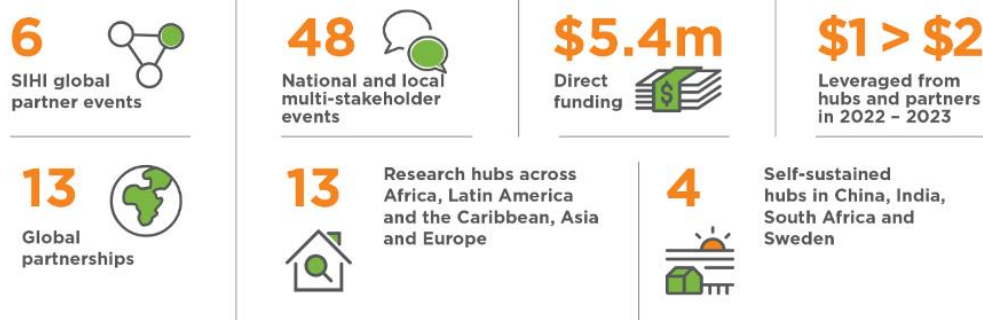 6
SIHI global
partner events
48
National and local
multi-stakeholder
events
$5.4m
Direct
funding
$
$1 > $2
Leveraged from
hubs and partners
in 2022 – 2023
13
Global
partnerships
13
Research hubs across
Africa, Latin America
and the Caribbean, Asia
and Europe
4
Self-sustained
hubs in China, India,
South Africa and
Sweden